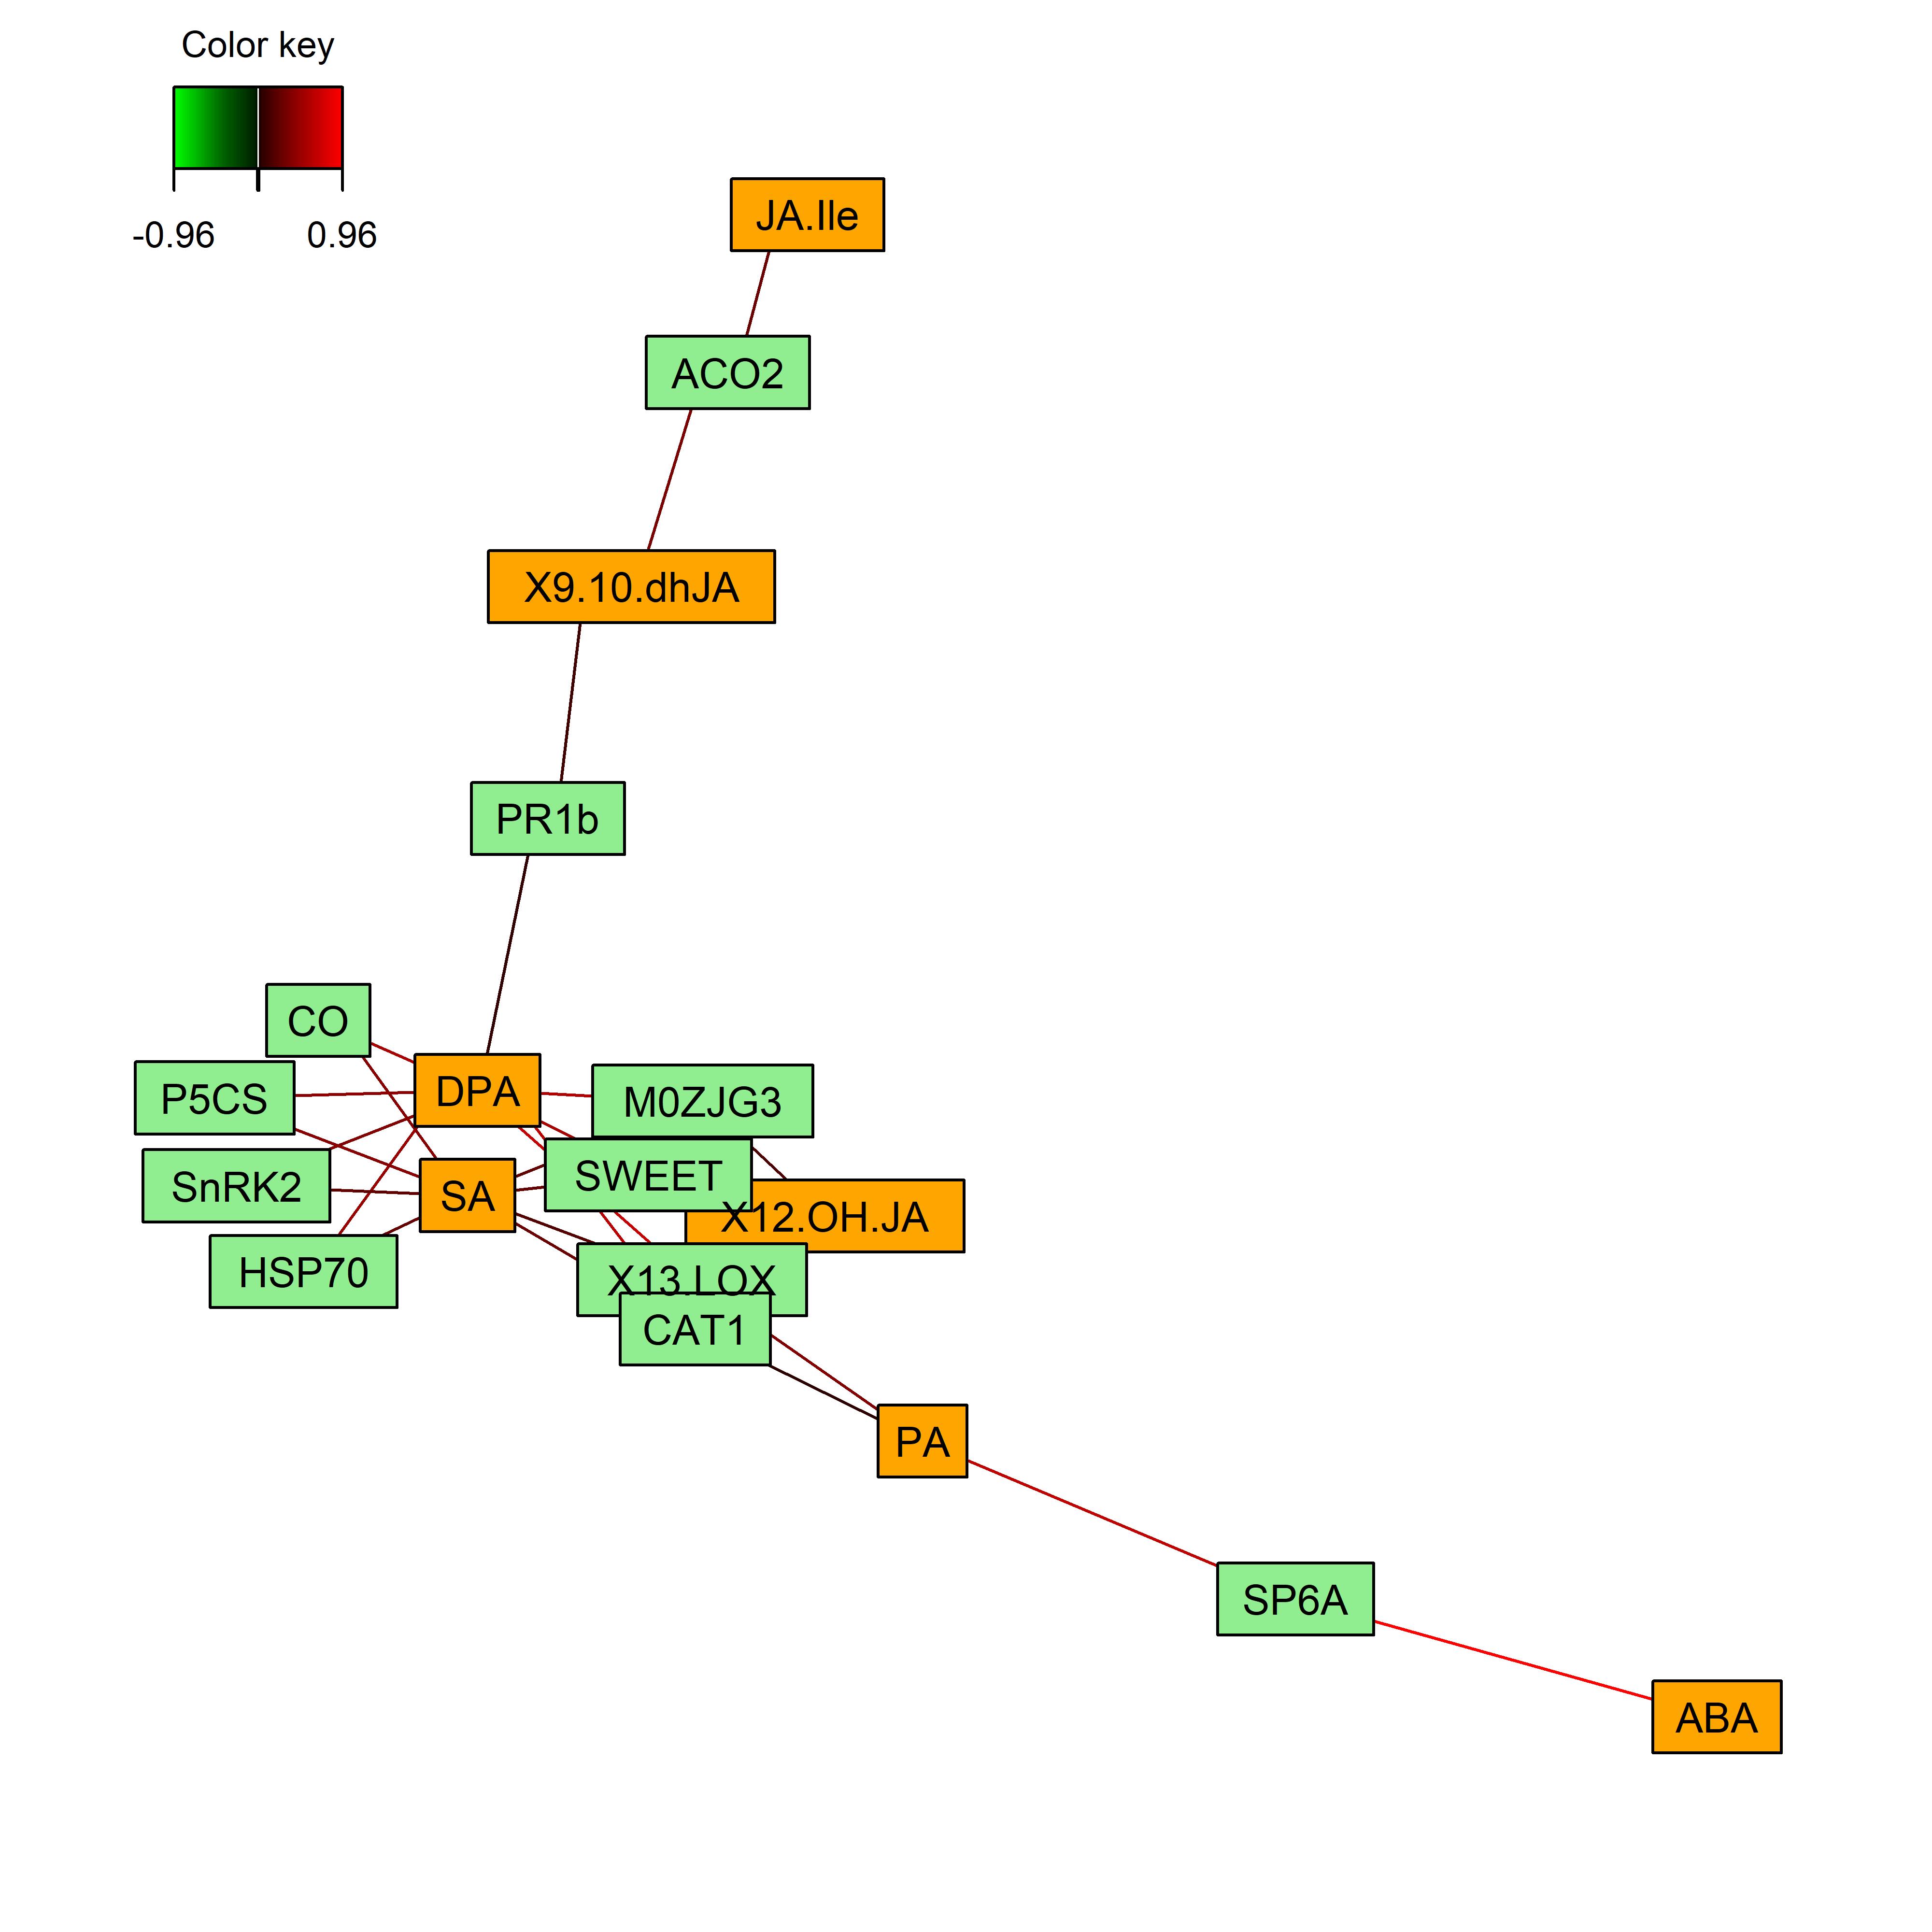 Color key
-0.96 0.96
JA.Ile
ACO2
X9.10.dhJA
PR1b
CO
DPA
P5CS
M0ZJG3
SWEET
SnRK2
SA
X12.OH.JA
HSP70
X13.LOX
CAT1
PA
SP6A
ABA